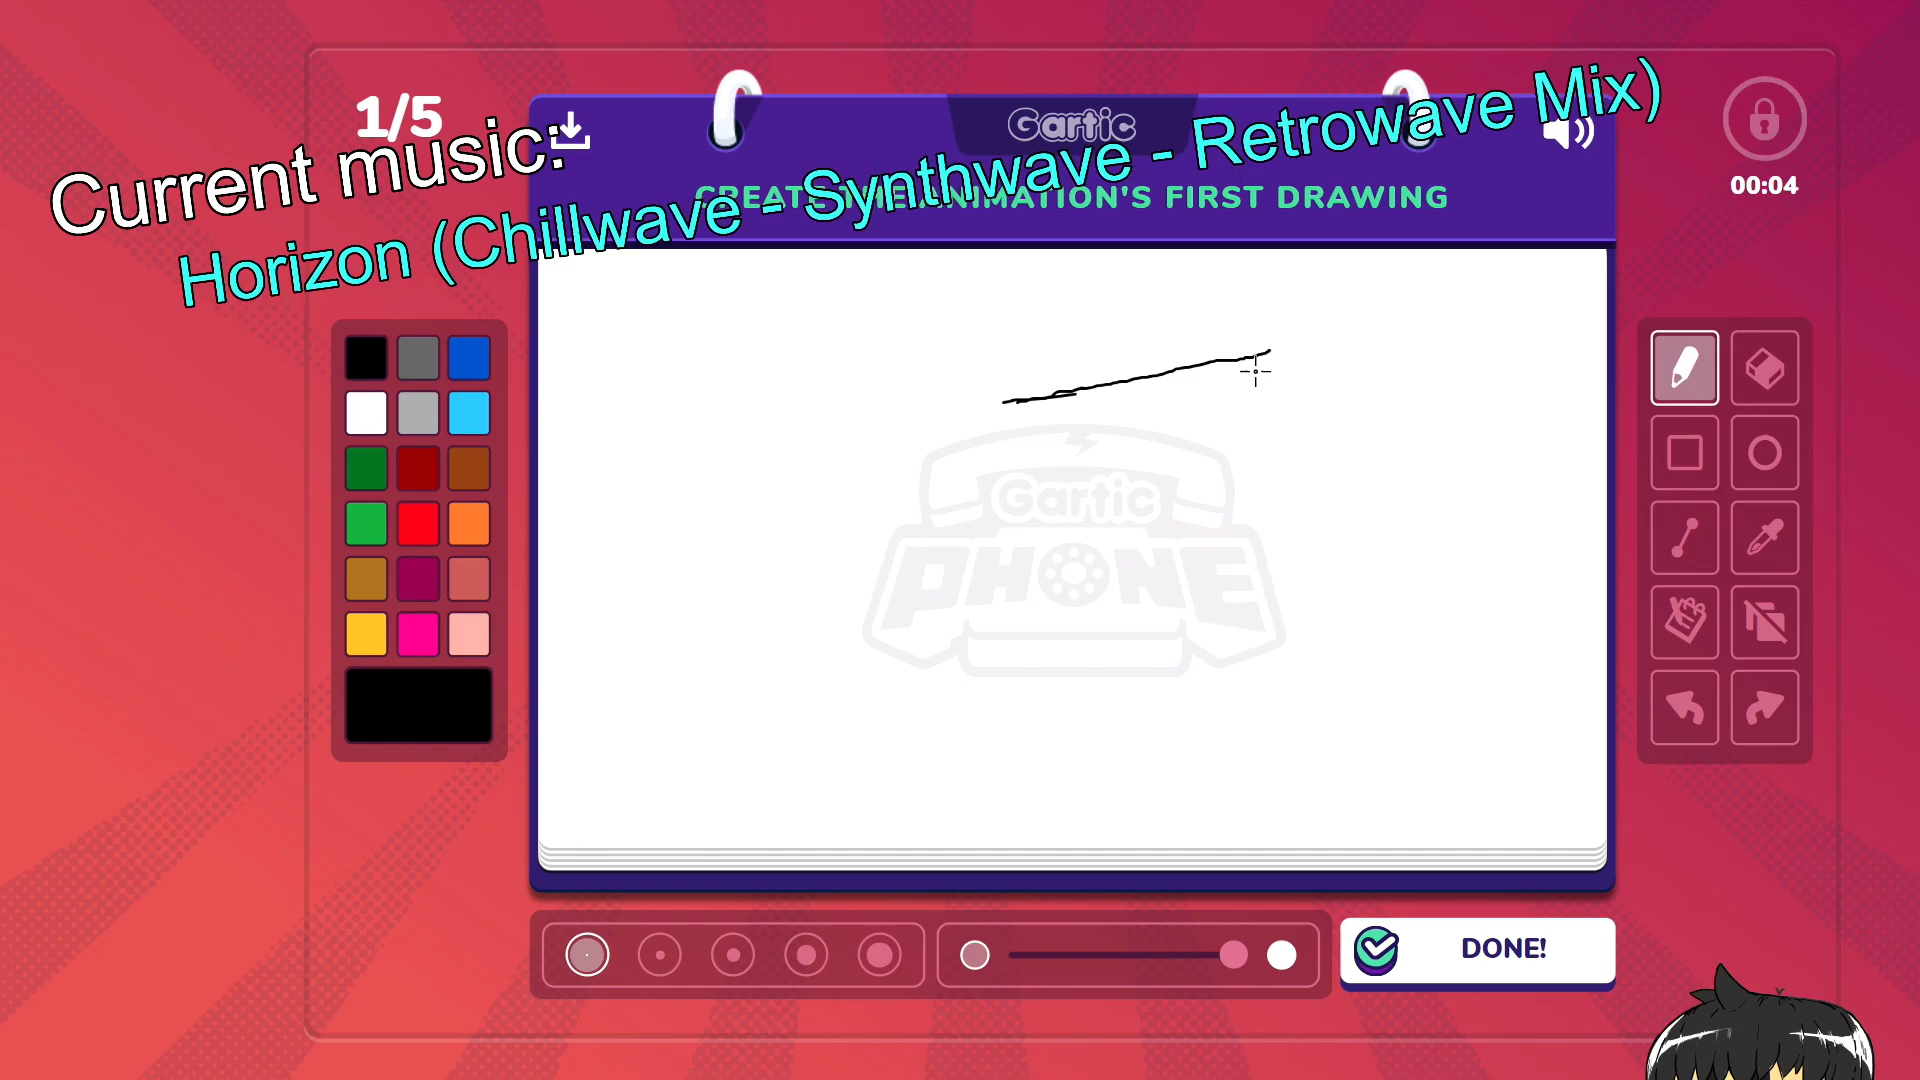 1/5
Current music:
Horizon (Chillwave - Synthwave - Retrowave Mix)
Gartic
CREATE THE ANIMATION'S FIRST DRAWING
00:04
Gartic
PHONE
DONE!